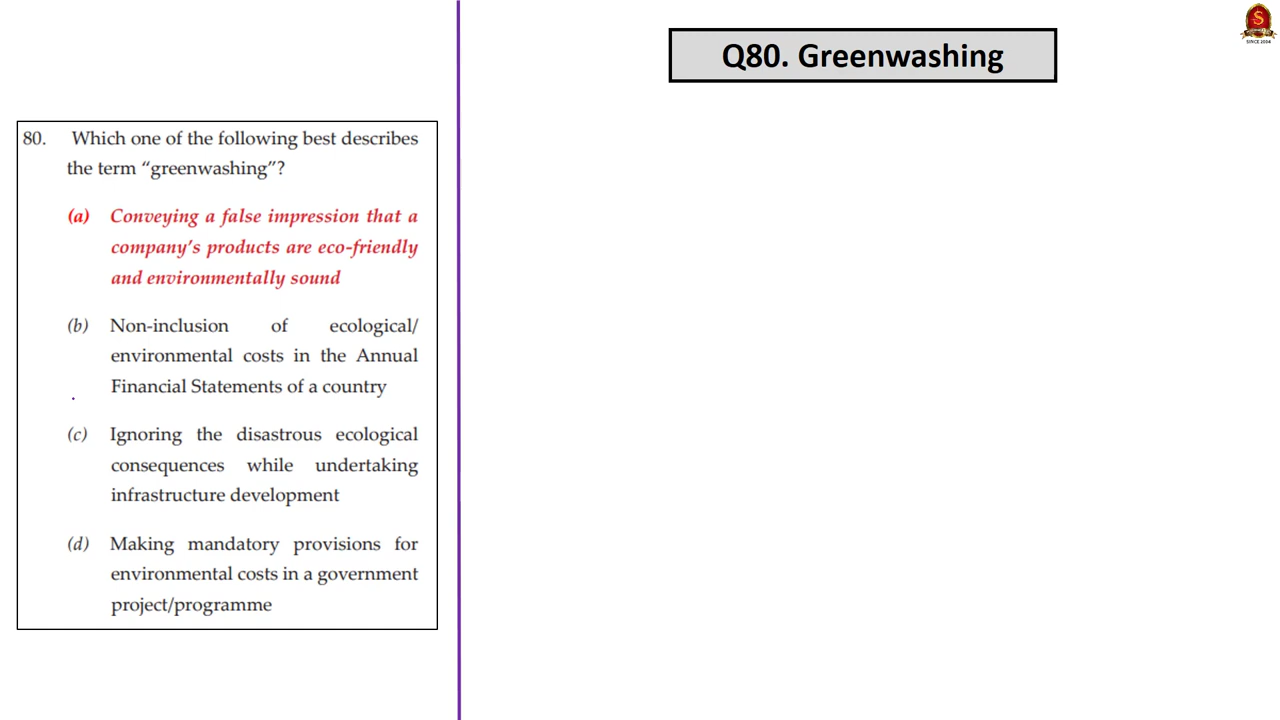 Q80. Greenwashing
S
SINCE 2004
80. Which one of the following best describes
the term “greenwashing”?
(a) Conveying a false impression that a
company’s products are eco-friendly
and environmentally sound
(b) Non-inclusion of ecological/
environmental costs in the Annual
Financial Statements of a country
(c) Ignoring the disastrous ecological
consequences while undertaking
infrastructure development
(d) Making mandatory provisions for
environmental costs in a government
project/programme